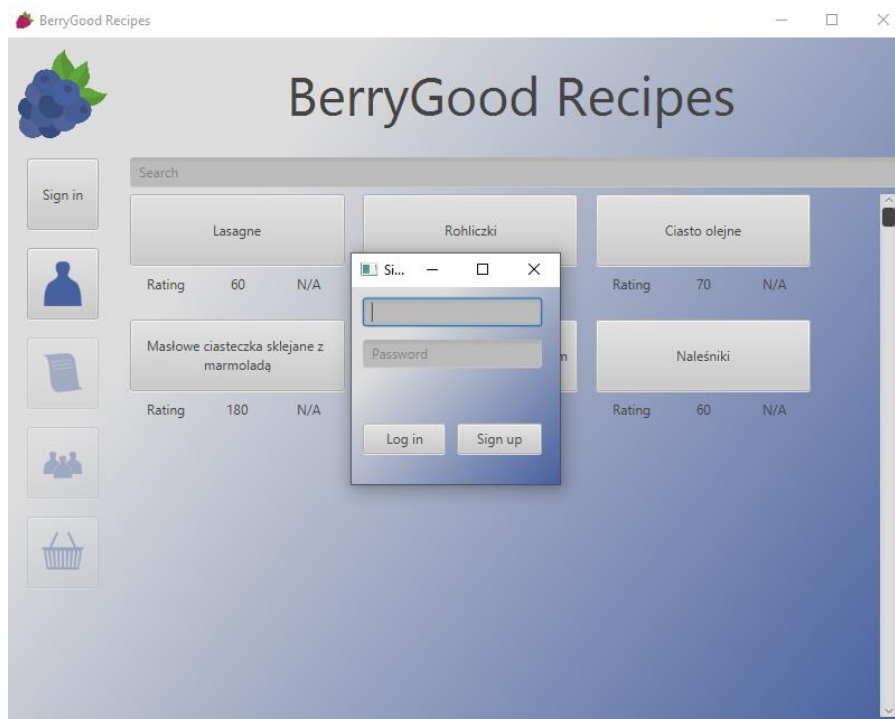 BerryGood Recipes
BerryGood Recipes
Sign in
Search
Lasagne
Rohliczki
Ciasto olejne
Rating 60 N/A
Rating 70 N/A
Si...
Password
Log in Sign up
Masłowe ciasteczka sklejane z
marmoladą
Naleśniki
Rating 180 N/A
Rating 60 N/A